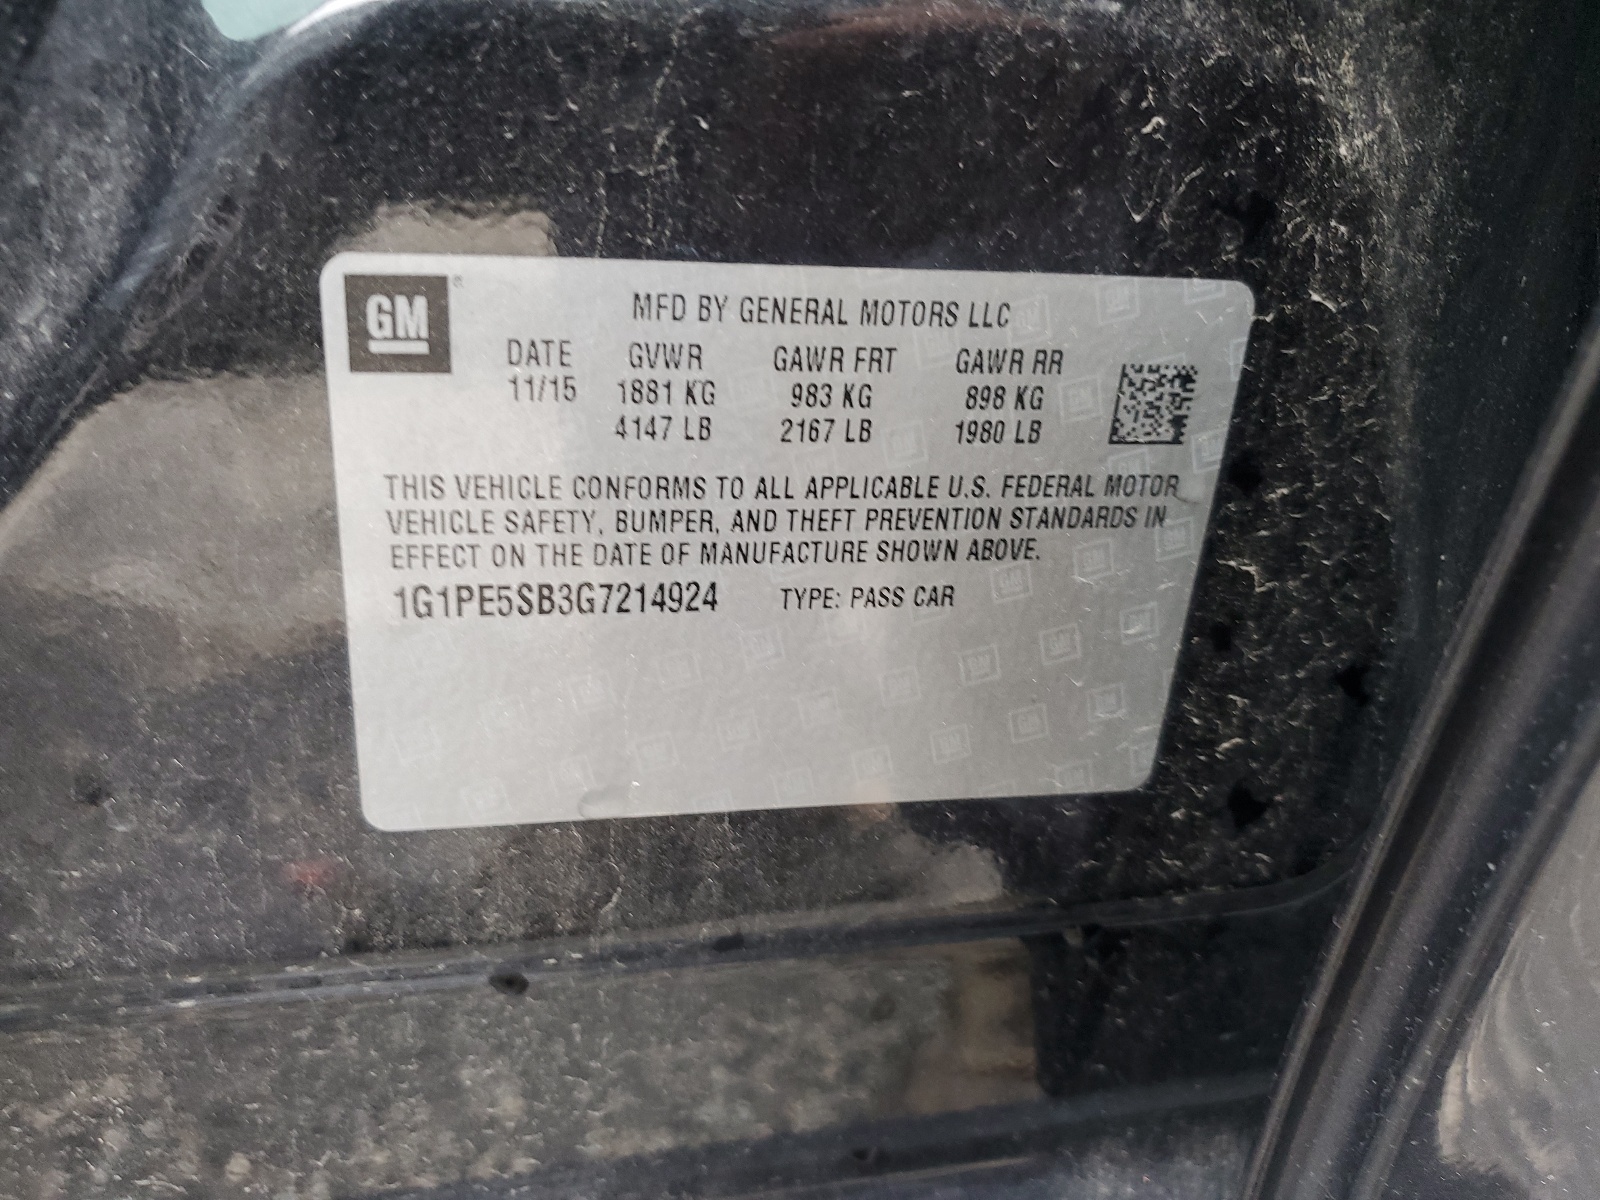 GM
MFD BY GENERAL MOTORS LLC
DATE GVWR GAWR FRT GAWR RR
11/15 1881 KG 983 KG 898 KG
4147 LB 2167 LB 1980 LB
THIS VEHICLE CONFORMS TO ALL APPLICABLE U.S. FEDERAL MOTOR
VEHICLE SAFETY, BUMPER, AND THEFT PREVENTION STANDARDS IN
EFFECT ON THE DATE OF MANUFACTURE SHOWN ABOVE.
1G1PE5SB3G7214924 TYPE: PASS CAR